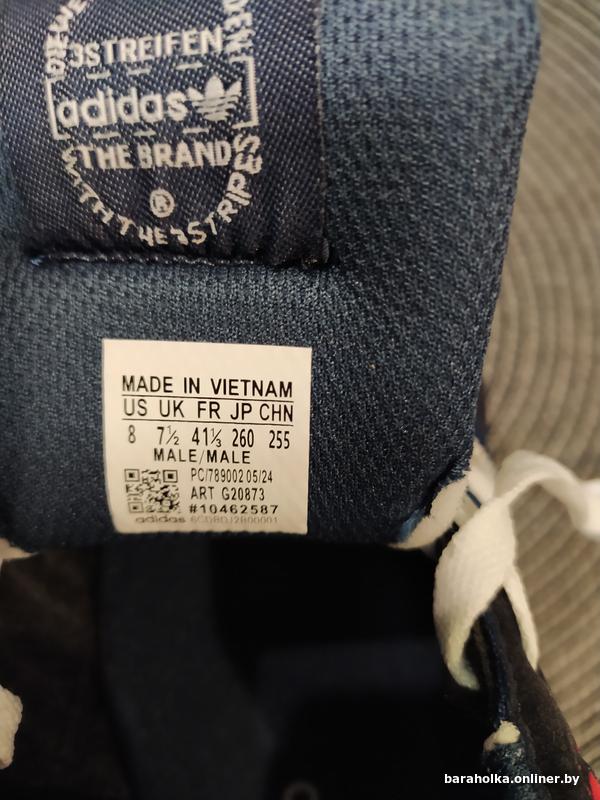 3STREIFEN
adidas
THE BRAND
WITH THE 3 STRIPES
®
MADE IN VIETNAM
US UK FR JP CHN
8 7½ 41⅓ 260 255
MALE/MALE
PC/789002 05/24
ART G20873
#10462587
adidas 6CD8DJ2B00001
baraholka.onliner.by